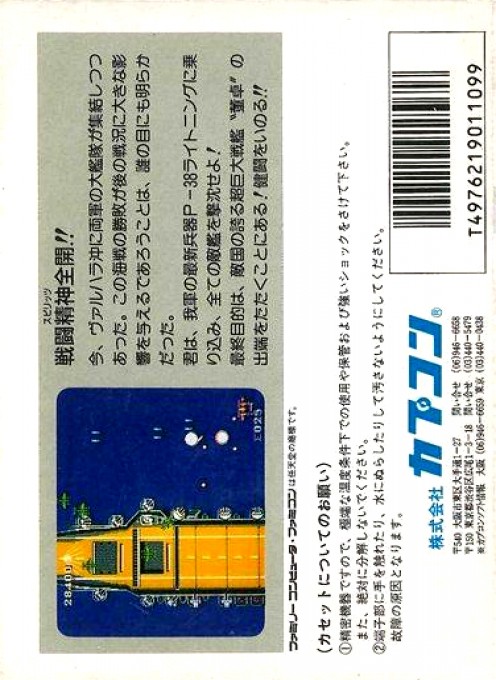 スピリッツ
戦闘精神全開!!
今、ヴァルハラ沖に両軍の大艦隊が集結しつつ
あった。この海戦の勝敗が後の戦況に大きな影
響を与えるであろうことは、誰の目にも明らか
だった。
君は、我軍の最新兵器P-38ライトニングに乗
り込み、全ての敵艦を撃沈せよ!
最終目的は、敵国の誇る超巨大戦艦〝董卓〟の
出端をたたくことにある!健闘をいのる!!
28400
E025
ファミリーコンピュータ・ファミコンは任天堂の商標です。
(カセットについてのお願い)
①精密機器ですので、極端な温度条件下での使用や保管および強いショックをさけて下さい。
また、絶対に分解しないでください。
②端子部に手を触れたり、水にぬらしたりして汚さないようにしてください。
故障の原因となります。
株式会社 カプコン®
〒540 大阪市東区大手通1-27 問い合せ (06)946-6658
〒150 東京都渋谷区広尾1-3-18 問い合せ (03)440-5479
※カプコンソフト情報 大阪 (06)946-6659 東京 (03)440-0438
T4976219011099